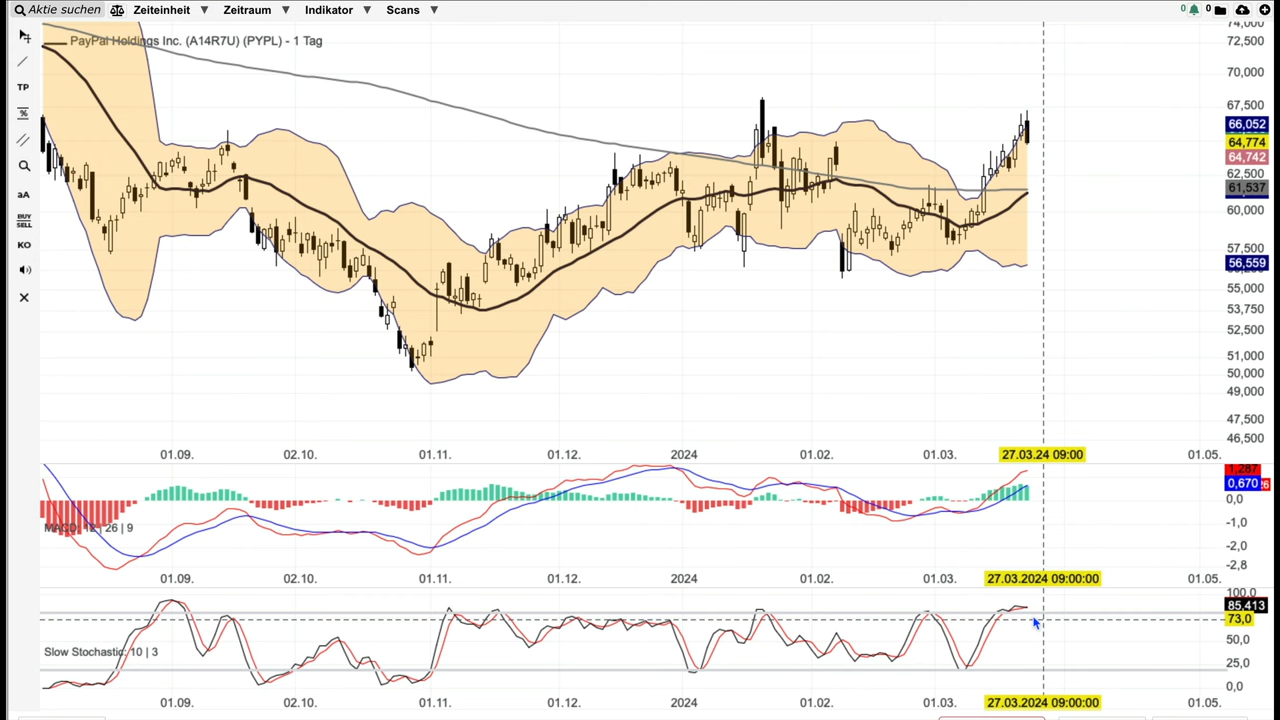 Aktie suchen Zeiteinheit Zeitraum Indikator Scans 0 0
PayPal Holdings Inc. (A14R7U) (PYPL) - 1 Tag
TP
%
aA
BUY
SELL
KO
74,000
72,500
70,000
67,500
66,052
64,774
64,742
62,500
61,537
60,000
57,500
56,559
55,000
53,750
52,500
51,000
50,000
49,000
47,500
46,500
01.09. 02.10. 01.11. 01.12. 2024 01.02. 01.03. 27.03.24 09:00 01.05.
1,287
0,670
0,0
-1,0
-2,0
-2,8
MACD: 12 | 26 | 9
01.09. 02.10. 01.11. 01.12. 2024 01.02. 01.03. 27.03.2024 09:00:00 01.05.
100,0
85,413
73,0
50,0
25,0
0,0
Slow Stochastic: 10 | 3
01.09. 02.10. 01.11. 01.12. 2024 01.02. 01.03. 27.03.2024 09:00:00 01.05.